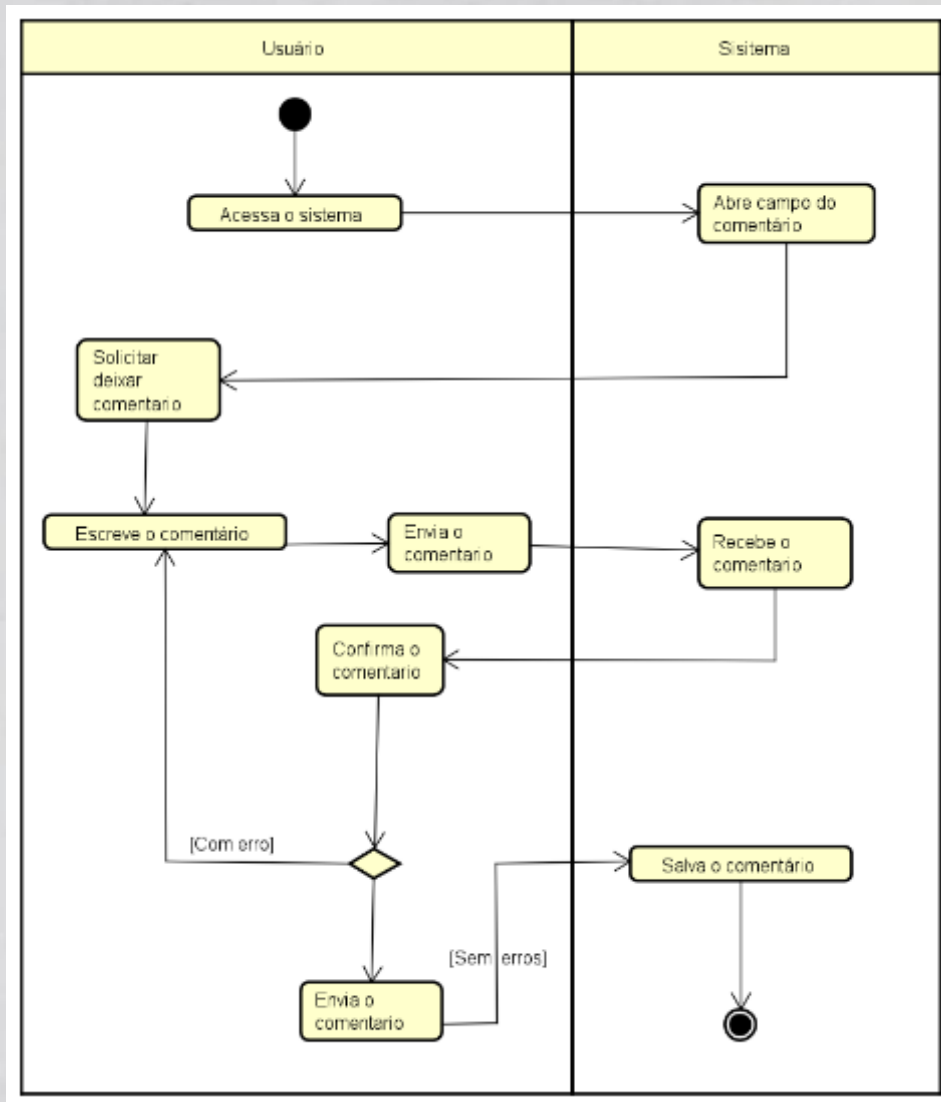 Usuário
Sisitema
Acessa o sistema
Abre campo do
comentário
Solicitar
deixar
comentario
Escreve o comentário
Envia o
comentario
Recebe o
comentario
Confirma o
comentario
[Com erro]
Salva o comentário
[Sem erros]
Envia o
comentario